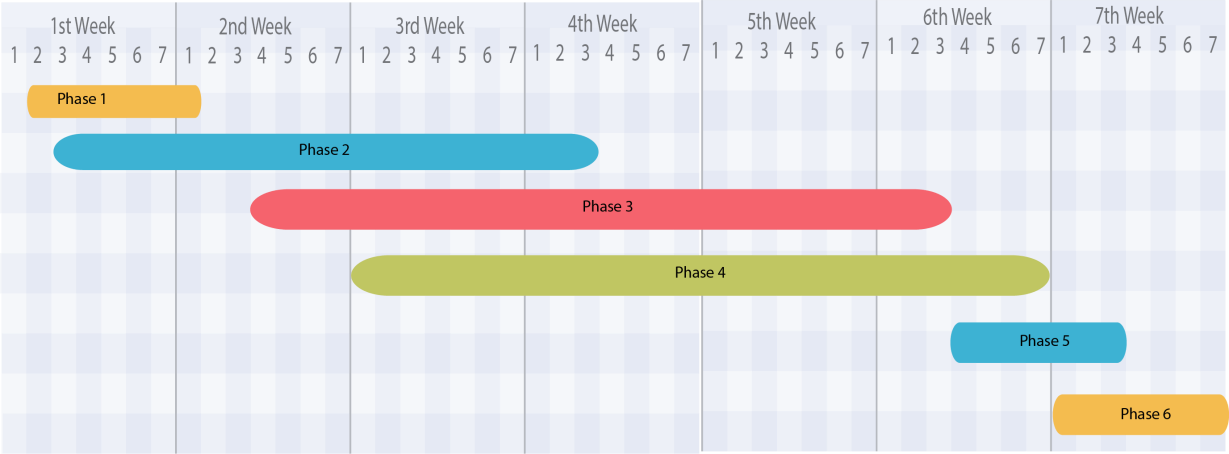 1st Week 2nd Week 3rd Week 4th Week 5th Week 6th Week 7th Week
1 2 3 4 5 6 7 1 2 3 4 5 6 7 1 2 3 4 5 6 7 1 2 3 4 5 6 7 1 2 3 4 5 6 7 1 2 3 4 5 6 7 1 2 3 4 5 6 7
Phase 1
Phase 2
Phase 3
Phase 4
Phase 5
Phase 6